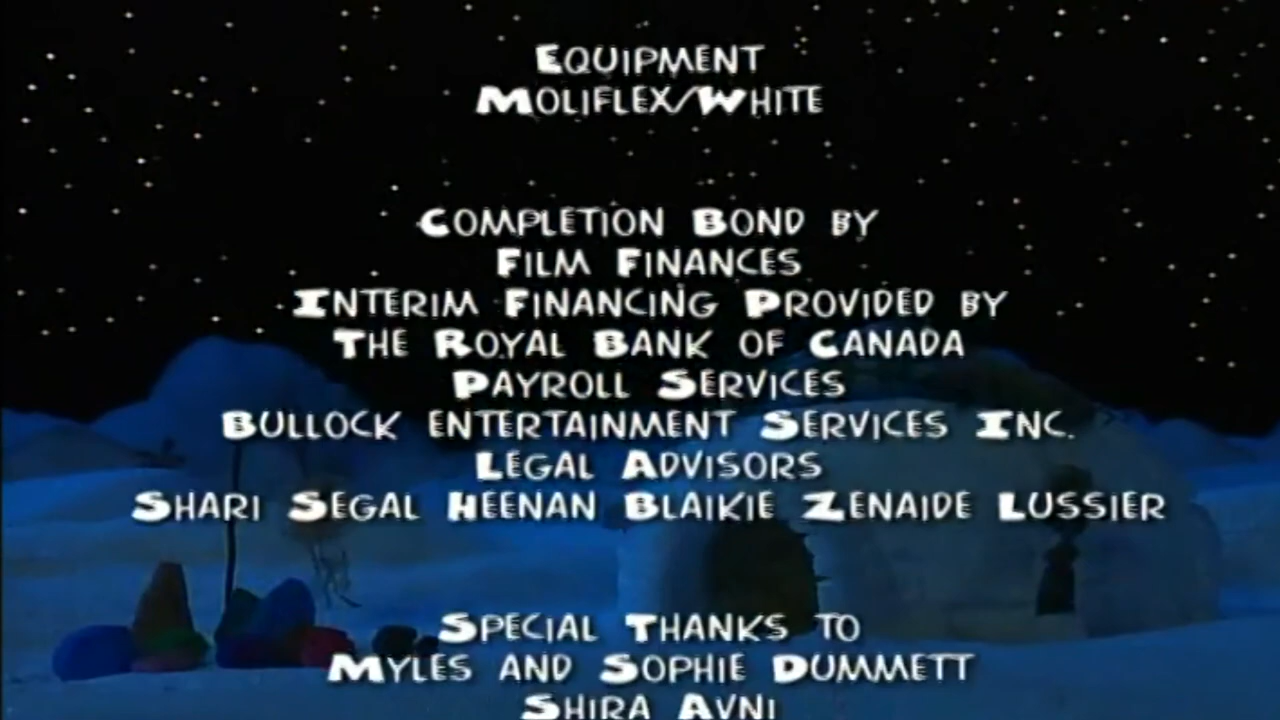 Equipment
Moliflex/White
Completion Bond by
Film Finances
Interim Financing Provided by
The Royal Bank of Canada
Payroll Services
Bullock entertainment Services Inc.
Legal Advisors
Shari Segal Heenan Blaikie Zenaide Lussier
Special Thanks to
Myles and Sophie Dummett
Shira Avni